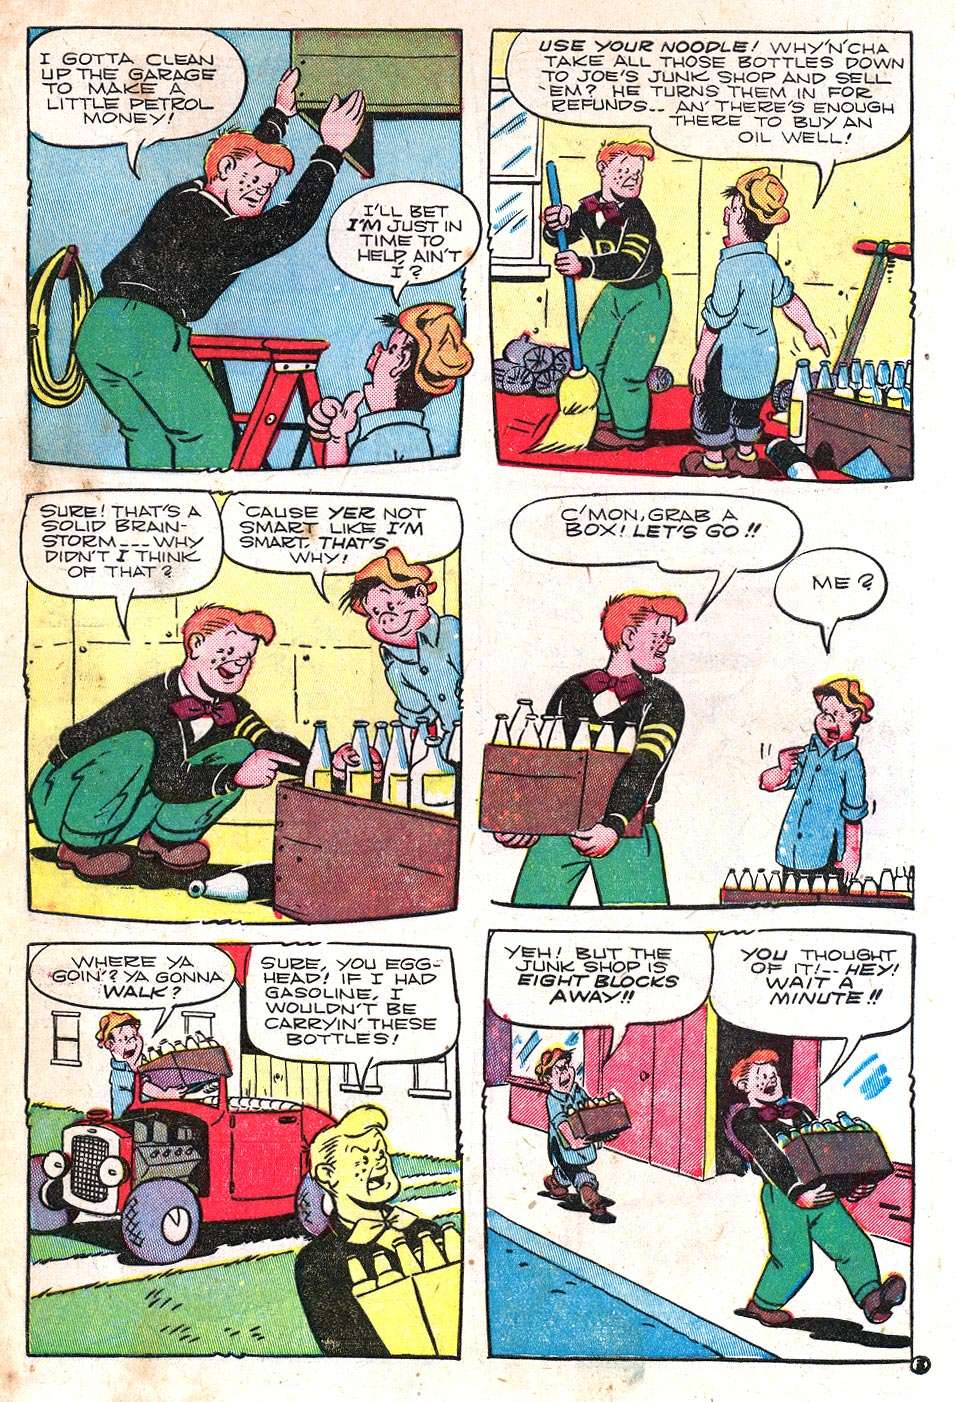 I GOTTA CLEAN
UP THE GARAGE
TO MAKE A
LITTLE PETROL
MONEY!
I'LL BET
I'M JUST IN
TIME TO
HELP, AIN'T
I?
USE YOUR NOODLE! WHY'N'CHA
TAKE ALL THOSE BOTTLES DOWN
TO JOE'S JUNK SHOP AND SELL
'EM? HE TURNS THEM IN FOR
REFUNDS-- AN' THERE'S ENOUGH
THERE TO BUY AN
OIL WELL!
SURE! THAT'S A
SOLID BRAIN-
STORM --- WHY
DIDN'T I THINK
OF THAT?
'CAUSE YER NOT
SMART LIKE I'M
SMART, THAT'S
WHY!
C'MON, GRAB A
BOX! LET'S GO!!
ME?
WHERE YA
GOIN'? YA GONNA
WALK?
SURE, YOU EGG-
HEAD! IF I HAD
GASOLINE, I
WOULDN'T BE
CARRYIN' THESE
BOTTLES!
YEH! BUT THE
JUNK SHOP IS
EIGHT BLOCKS
AWAY!!
YOU THOUGHT
OF IT!-- HEY!
WAIT A
MINUTE!!
D